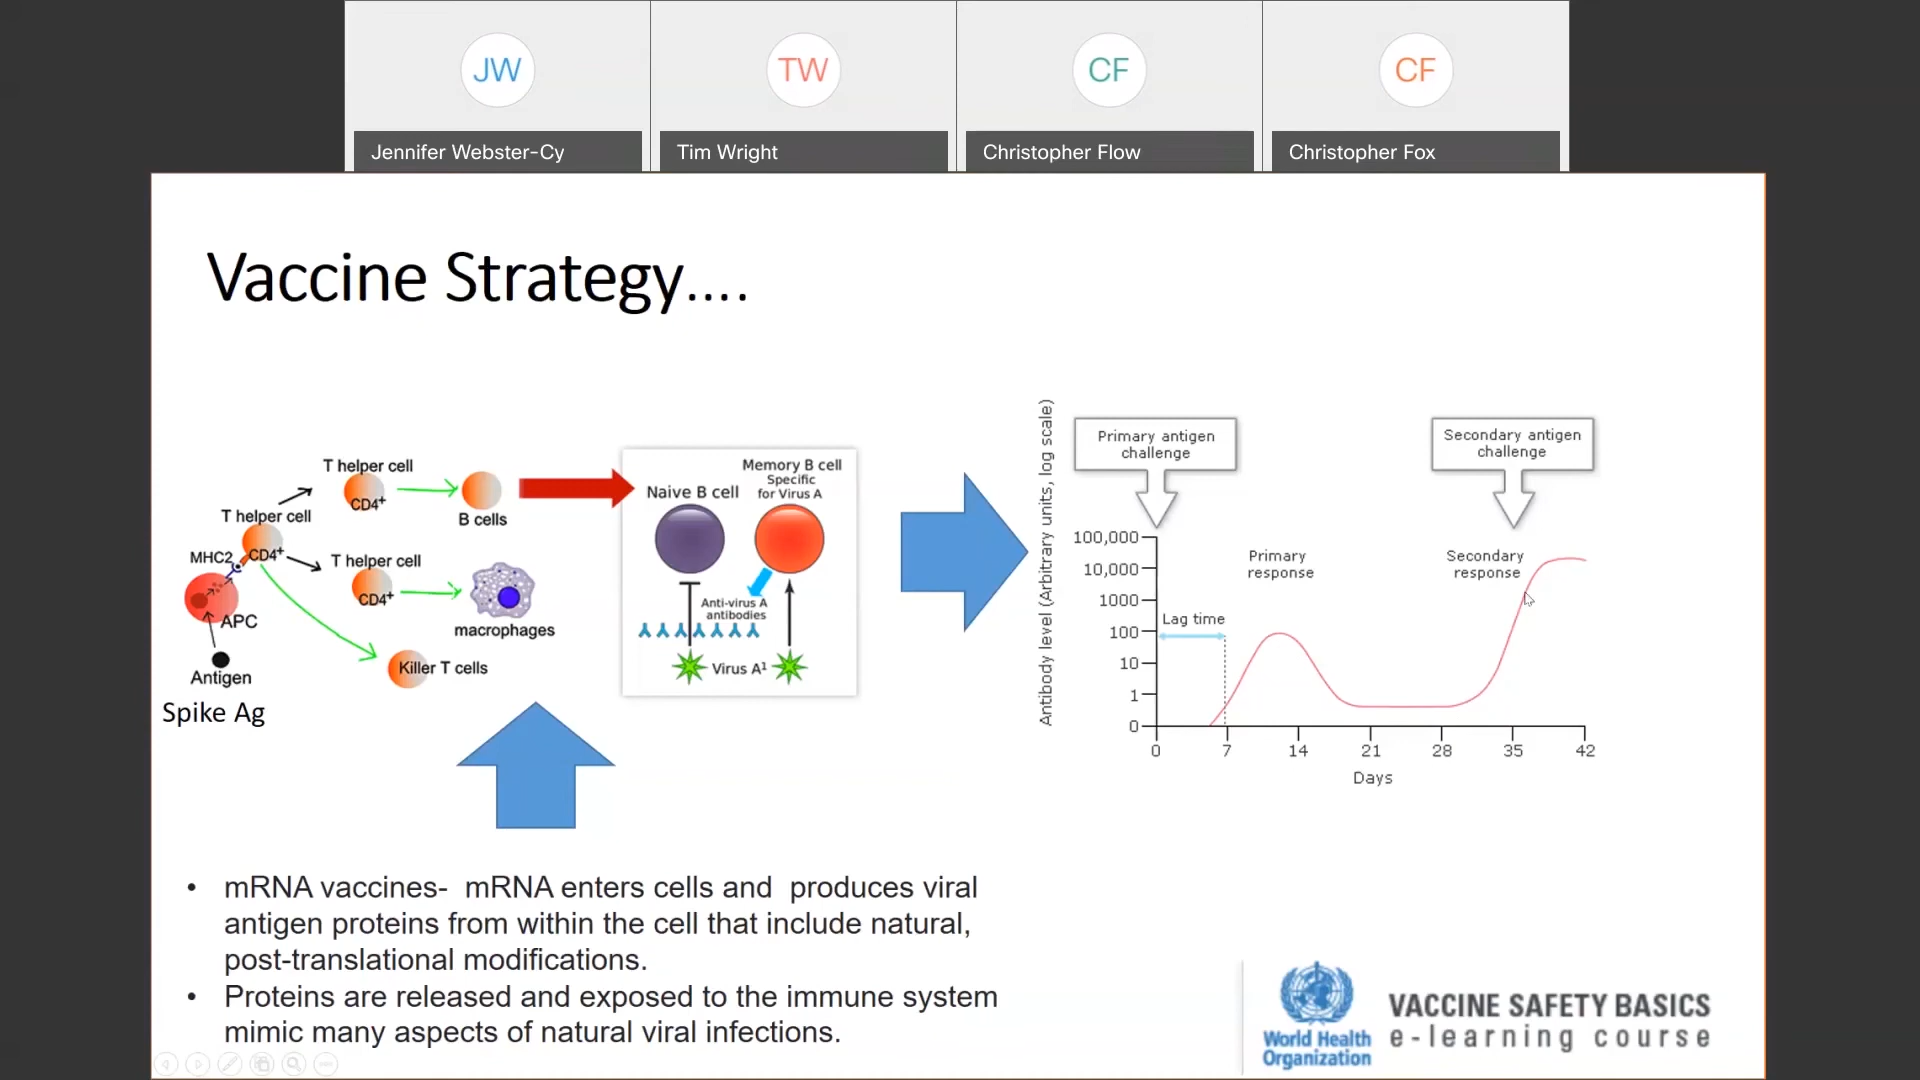 JW
TW
CF
CF
Jennifer Webster-Cy
Tim Wright
Christopher Flow
Christopher Fox
Vaccine Strategy....
T helper cell
CD4+
B cells
T helper cell
MHC2
CD4+
T helper cell
CD4+
APC
macrophages
Killer T cells
Antigen
Spike Ag
Memory B cell
Specific
for Virus A
Naive B cell
Anti-virus A
antibodies
Virus A¹
Antibody level (Arbitrary units, log scale)
Primary antigen
challenge
Secondary antigen
challenge
100,000
10,000
1000
100
10
1
0
Primary
response
Secondary
response
Lag time
0
7
14
21
28
35
42
Days
• mRNA vaccines- mRNA enters cells and produces viral
antigen proteins from within the cell that include natural,
post-translational modifications.
• Proteins are released and exposed to the immune system
mimic many aspects of natural viral infections.
World Health
Organization
VACCINE SAFETY BASICS
e-learning course